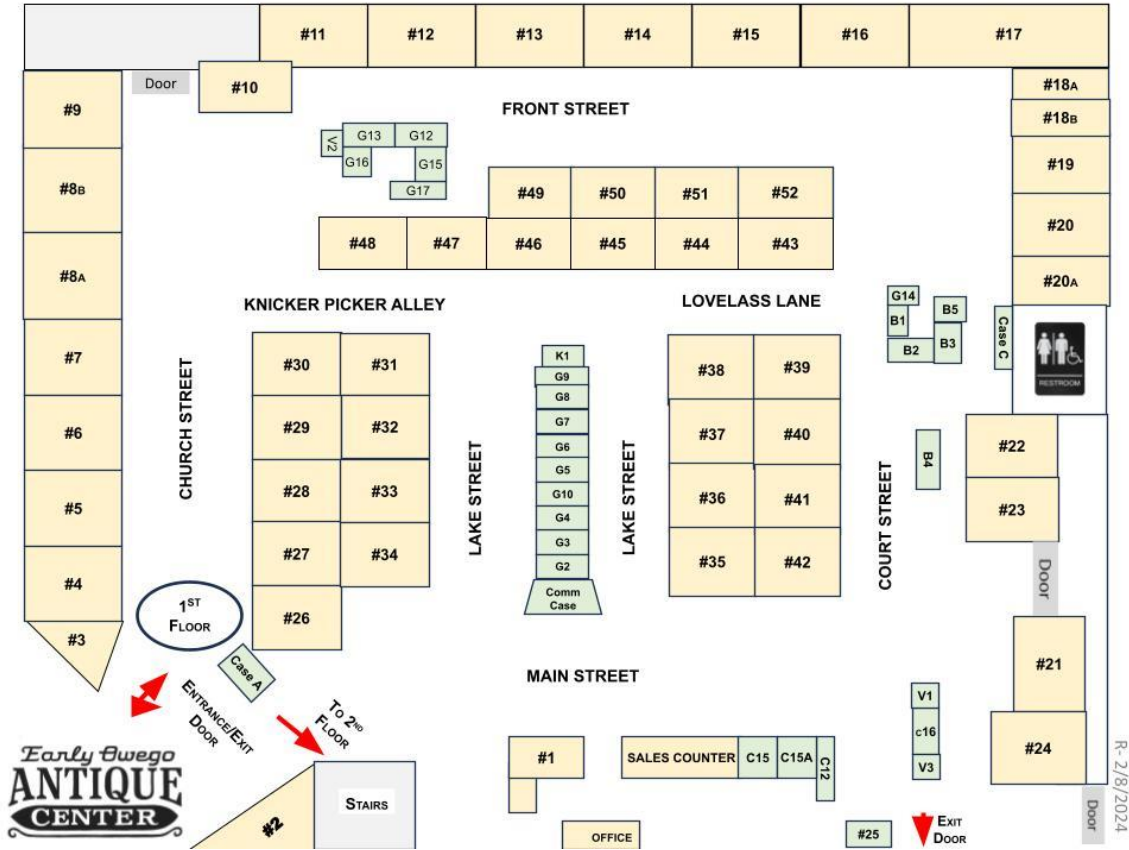 #11 #12 #13 #14 #15 #16 #17
Door
#10
#9
#18A
#18B
FRONT STREET
V2 G13 G12
G16 G15
G17
#19
#8B
#49 #50 #51 #52
#20
#48 #47 #46 #45 #44 #43
#8A
#20A
KNICKER PICKER ALLEY
LOVELASS LANE
G14
B1
B5
B2
B3
Case C
RESTROOM
#7
CHURCH STREET
#30 #31
#29 #32
#28 #33
#27 #34
#26
#6
#5
#4
#3
LAKE STREET
K1
G9
G8
G7
G6
G5
G10
G4
G3
G2
Comm
Case
LAKE STREET
#38 #39
#37 #40
#36 #41
#35 #42
COURT STREET
B4
#22
#23
Door
#21
#24
1ST
FLOOR
Case A
ENTRANCE/EXIT
DOOR
TO 2ND
FLOOR
MAIN STREET
V1
c16
V3
#1
SALES COUNTER C15 C15A C12
Early Owego
ANTIQUE
CENTER
STAIRS
#2
OFFICE
#25
EXIT
DOOR
Door
R- 2/8/2024